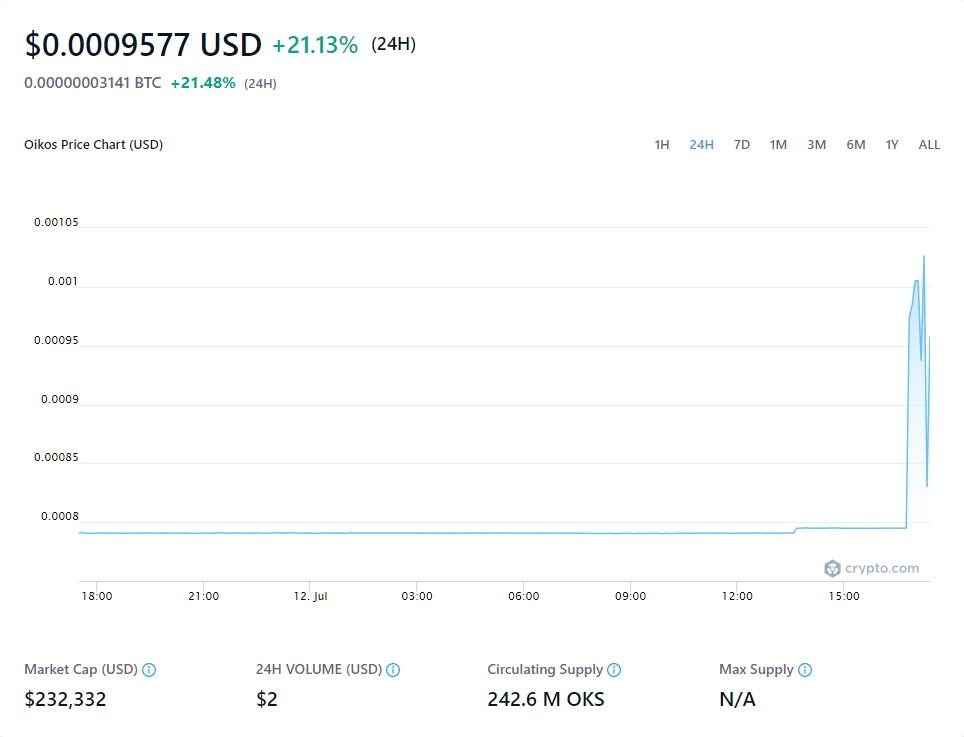 $0.0009577 USD +21.13% (24H)
0.00000003141 BTC +21.48% (24H)
Oikos Price Chart (USD) 1H 24H 7D 1M 3M 6M 1Y ALL
0.00105
0.001
0.00095
0.0009
0.00085
0.0008
crypto.com
18:00 21:00 12. Jul 03:00 06:00 09:00 12:00 15:00
Market Cap (USD) 24H VOLUME (USD) Circulating Supply Max Supply
$232,332 $2 242.6 M OKS N/A